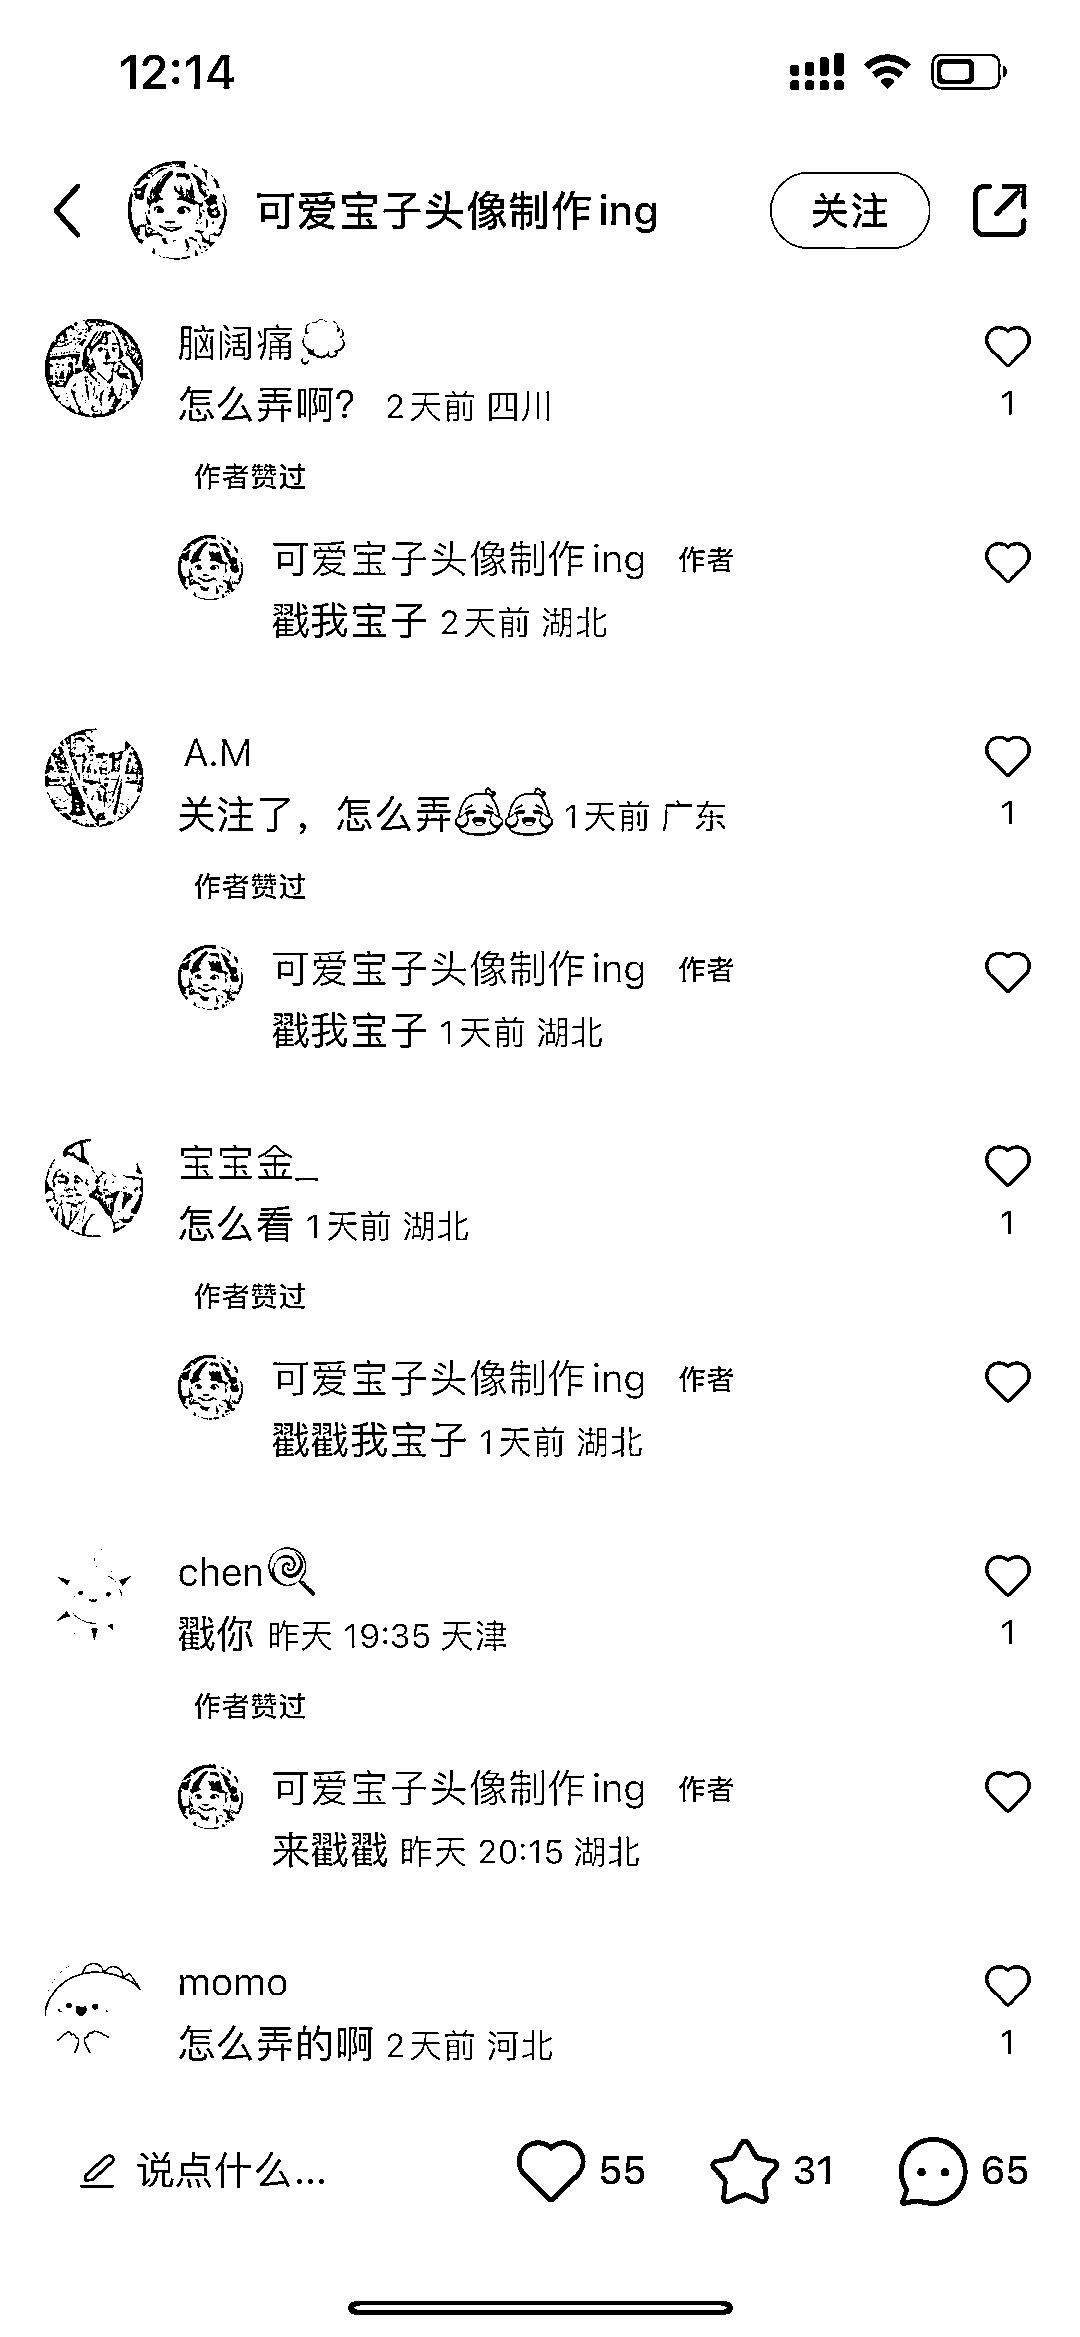 12:14
可爱宝子头像制作ing 关注
脑阔痛💭
怎么弄啊? 2天前 四川
1
作者赞过
可爱宝子头像制作ing 作者
戳我宝子 2天前 湖北
A.M
关注了，怎么弄 1天前 广东
1
作者赞过
可爱宝子头像制作ing 作者
戳我宝子 1天前 湖北
宝宝金_
怎么看 1天前 湖北
1
作者赞过
可爱宝子头像制作ing 作者
戳戳我宝子 1天前 湖北
chen🍭
戳你 昨天 19:35 天津
1
作者赞过
可爱宝子头像制作ing 作者
来戳戳 昨天 20:15 湖北
momo
怎么弄的啊 2天前 河北
1
说点什么... 55 31 65